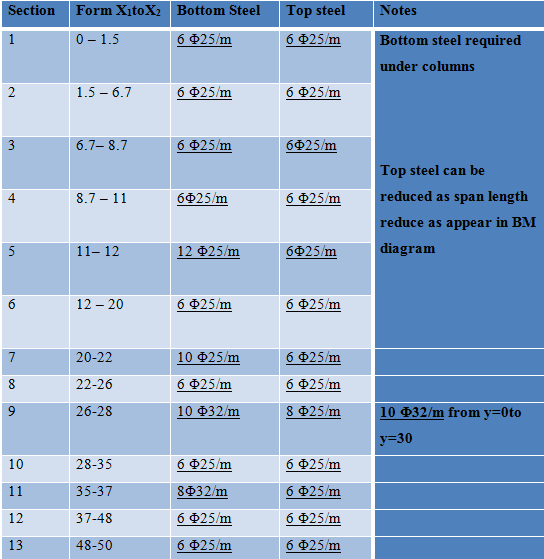 Section Form X₁toX₂ Bottom Steel Top steel Notes
1 0 – 1.5 6 Φ25/m 6 Φ25/m Bottom steel required
under columns
2 1.5 – 6.7 6 Φ25/m 6 Φ25/m
3 6.7– 8.7 6 Φ25/m 6Φ25/m
Top steel can be
4 8.7 – 11 6Φ25/m 6 Φ25/m reduced as span length
reduce as appear in BM
5 11– 12 12 Φ25/m 6Φ25/m diagram
6 12 – 20 6 Φ25/m 6 Φ25/m
7 20-22 10 Φ25/m 6 Φ25/m
8 22-26 6 Φ25/m 6 Φ25/m
9 26-28 10 Φ32/m 8 Φ25/m 10 Φ32/m from y=0to
y=30
10 28-35 6 Φ25/m 6 Φ25/m
11 35-37 8Φ32/m 6 Φ25/m
12 37-48 6 Φ25/m 6 Φ25/m
13 48-50 6 Φ25/m 6 Φ25/m